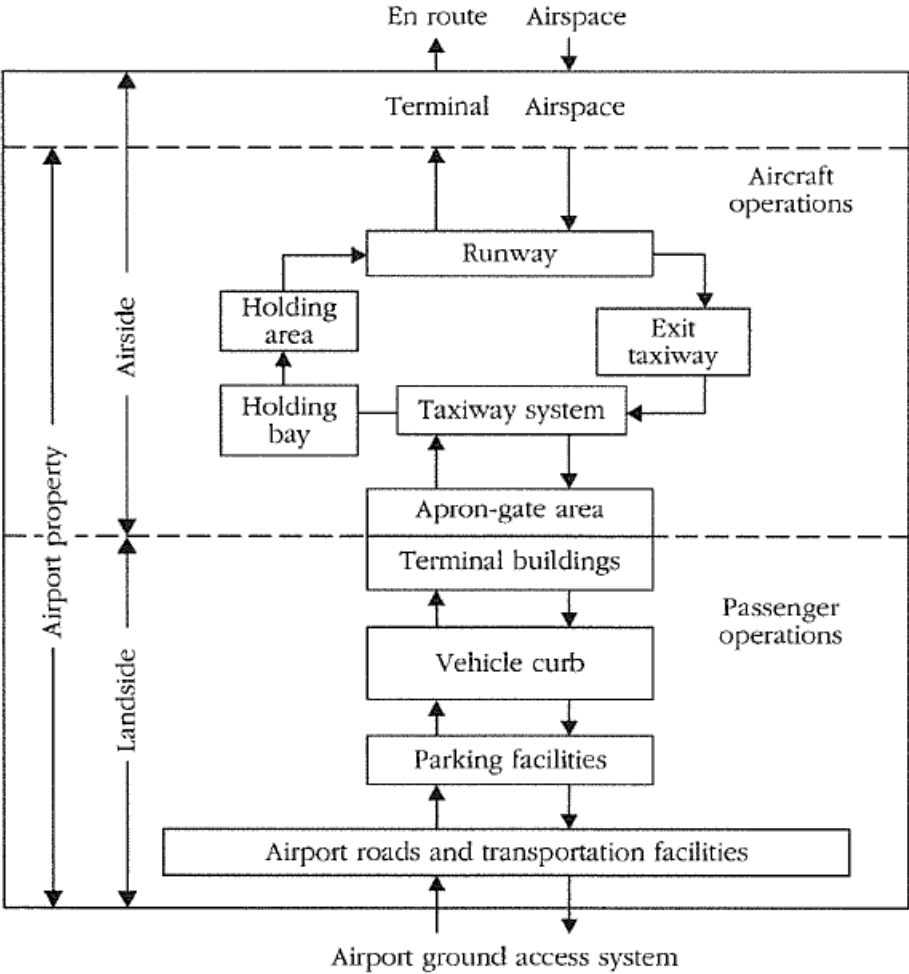 En route Airspace
Terminal Airspace
Aircraft
operations
Runway
Holding
area
Exit
taxiway
Airside
Holding
bay
Taxiway system
Apron-gate area
Airport property
Terminal buildings
Passenger
operations
Vehicle curb
Landside
Parking facilities
Airport roads and transportation facilities
Airport ground access system